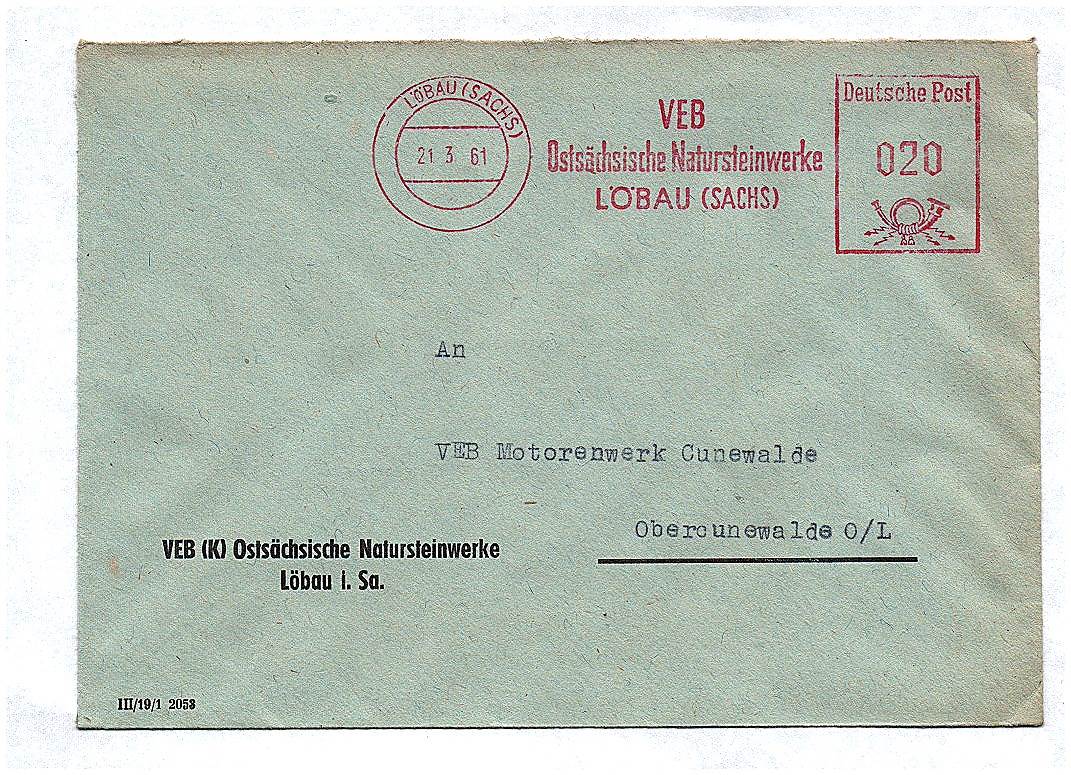 LÖBAU (SACHS)
21 3 61
VEB
Ostsächsische Natursteinwerke
LÖBAU (SACHS)
Deutsche Post
020
An
VEB Motorenwerk Cunewalde
Obercunewalde O/L
VEB (K) Ostsächsische Natursteinwerke
Löbau i. Sa.
III/19/1 2053